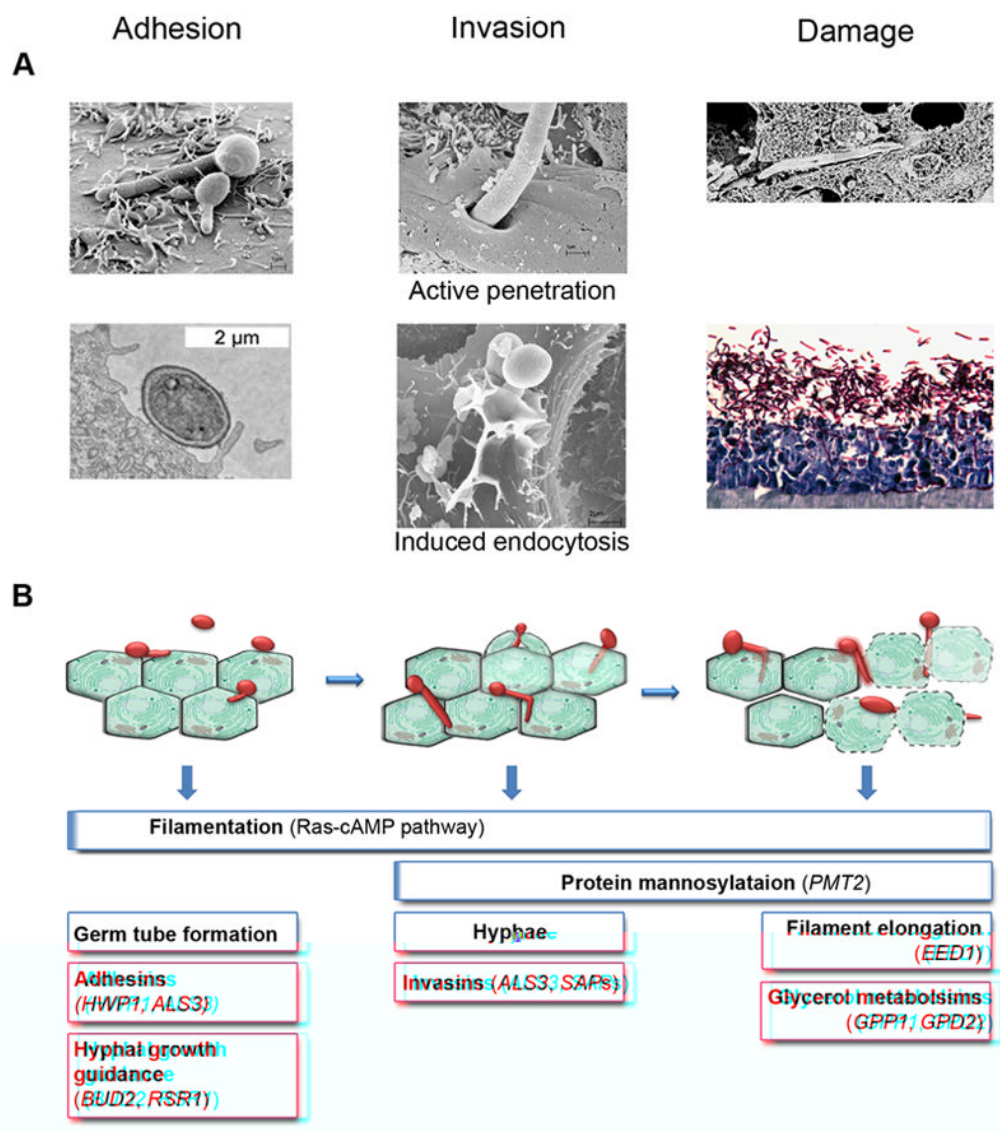 Adhesion
Invasion
Damage
A
Active penetration
2 µm
Induced endocytosis
B
Filamentation (Ras-cAMP pathway)
Protein mannosylataion (PMT2)
Germ tube formation
Hyphae
Filament elongation
(EED1)
Adhesins
(HWP1, ALS3)
Invasins (ALS3, SAPs)
Glycerol metabolsims
(GPP1, GPD2)
Hyphal growth
guidance
(BUD2, RSR1)